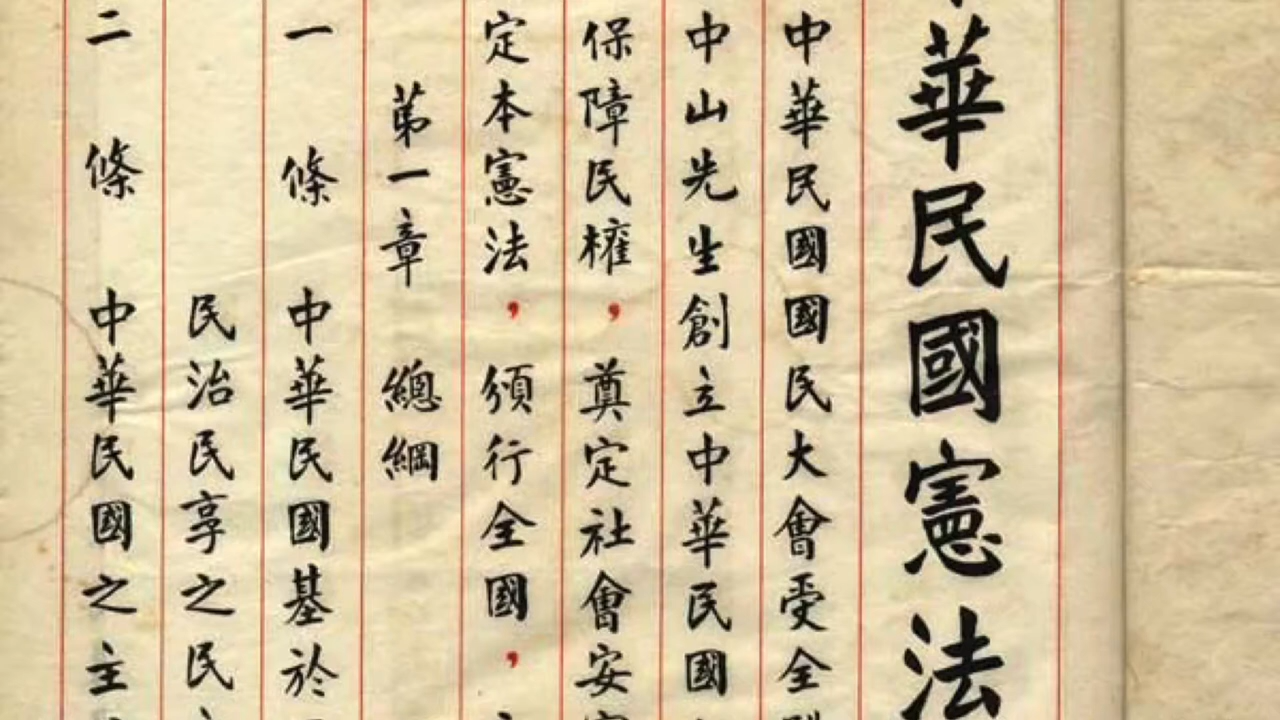 華民國憲法
中華民國國民大會受全
中山先生創立中華民國
保障民權，奠定社會安
定本憲法，頒行全國，
第一章 總綱
一條 中華民國基於
民治民享之民
二條 中華民國之主